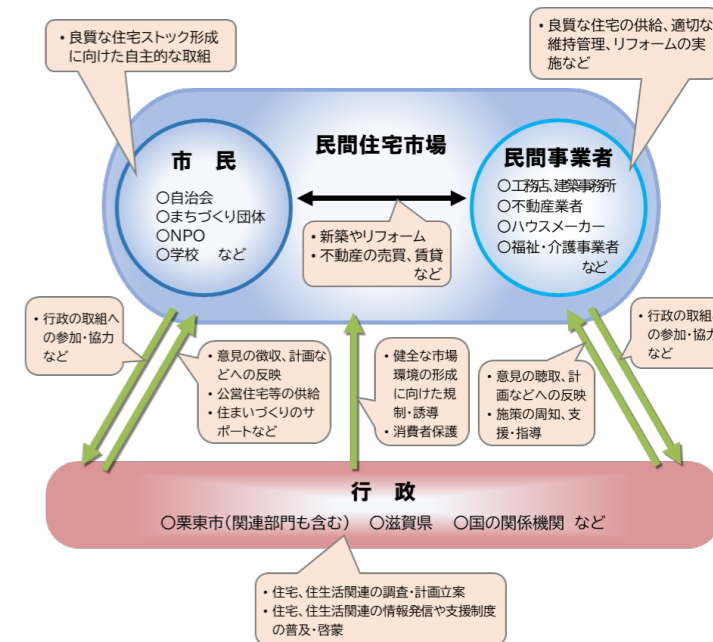 ・良質な住宅ストック形成
に向けた自主的な取組
・良質な住宅の供給、適切な
維持管理、リフォームの実
施など
民間住宅市場
市　民
○自治会
○まちづくり団体
○NPO
○学校　など
民間事業者
○工務店、建築事務所
○不動産業者
○ハウスメーカー
○福祉・介護事業者
など
・新築やリフォーム
・不動産の売買、賃貸
など
・行政の取組へ
の参加・協力
など
・意見の徴収、計画な
どへの反映
・公営住宅等の供給
・住まいづくりのサ
ポートなど
・健全な市場
環境の形成
に向けた規
制・誘導
・消費者保護
・意見の聴取、計
画などへの反映
・施策の周知、支
援・指導
・行政の取組
の参加・協力
など
行　政
○栗東市（関連部門も含む）　○滋賀県　○国の関係機関 など
・住宅、住生活関連の調査・計画立案
・住宅、住生活関連の情報発信や支援制度
の普及・啓蒙